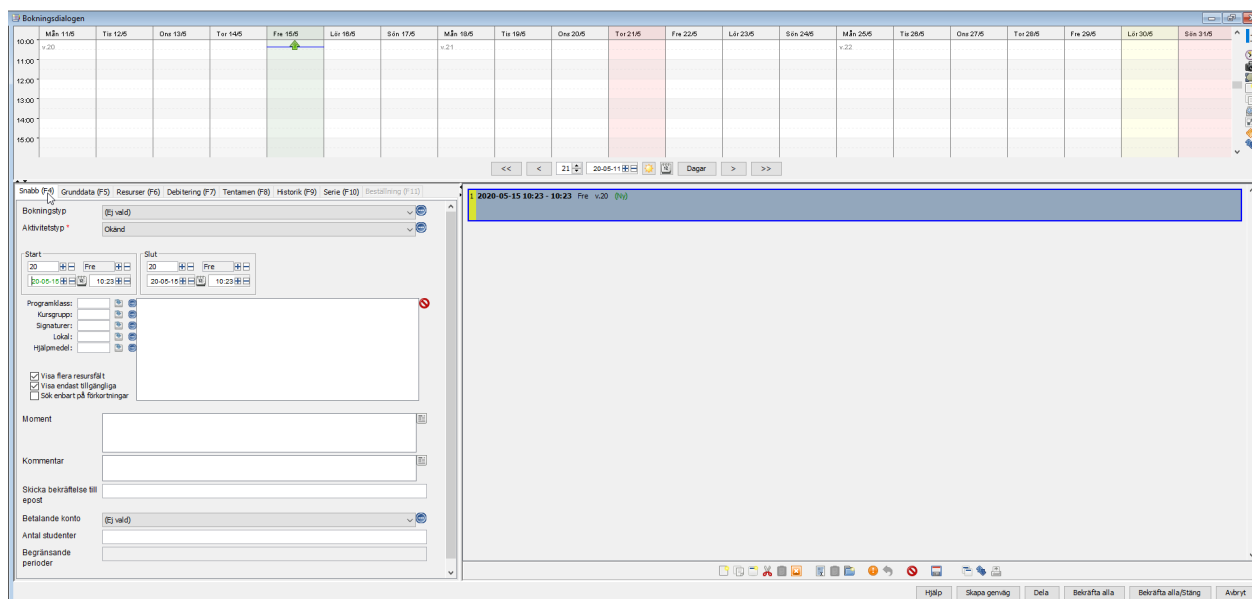 Bokningsdialogen
Mån 11/5 Tis 12/5 Ons 13/5 Tor 14/5 Fre 15/5 Lör 16/5 Sön 17/5 Mån 18/5 Tis 19/5 Ons 20/5 Tor 21/5 Fre 22/5 Lör 23/5 Sön 24/5 Mån 25/5 Tis 26/5 Ons 27/5 Tor 28/5 Fre 29/5 Lör 30/5 Sön 31/5
10:00 v.20 v.21 v.22
11:00
12:00
13:00
14:00
15:00
<< < 21 20-05-11 Dagar > >>
Snabb (F4) Grunddata (F5) Resurser (F6) Debitering (F7) Tentamen (F8) Historik (F9) Serie (F10) Beställning (F11)
1 2020-05-15 10:23 - 10:23 Fre v.20 (Ny)
Bokningstyp (Ej vald)
Aktivitetstyp * Okänd
Start Slut
20 Fre 20 Fre
20-05-15 10:23 20-05-15 10:23
Programklass:
Kursgrupp:
Signaturer:
Lokal:
Hjälpmedel:
Visa flera resursfält
Visa endast tillgängliga
Sök enbart på förkortningar
Moment
Kommentar
Skicka bekräftelse till
epost
Betalande konto (Ej vald)
Antal studenter
Begränsande
perioder
Hjälp Skapa genväg Dela Bekräfta alla Bekräfta alla/Stäng Avbryt